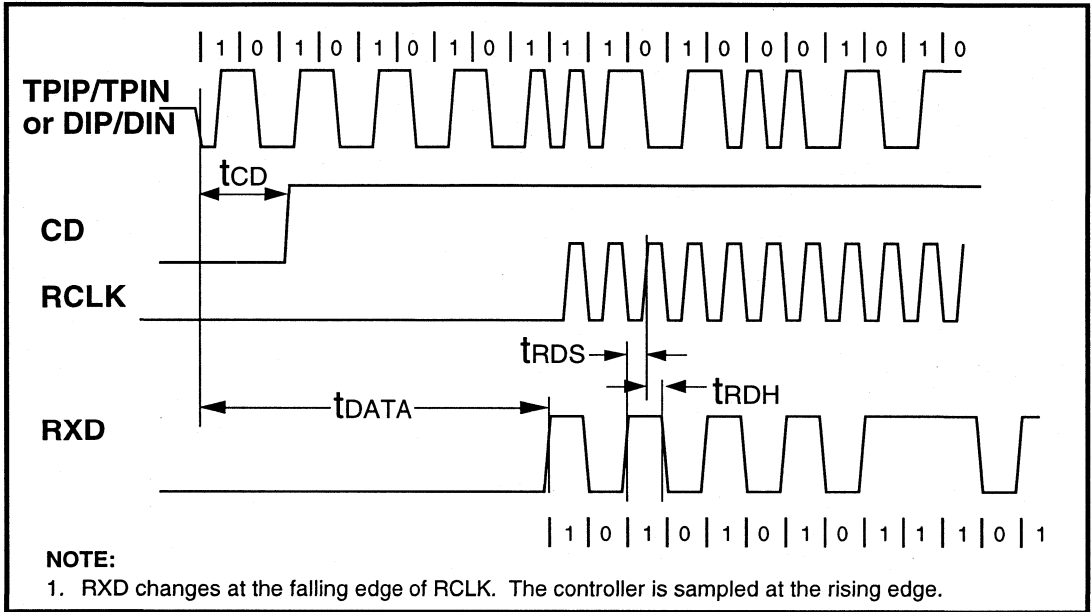 | 1 | 0 | 1 | 0 | 1 | 0 | 1 | 0 | 1 | 1 | 1 | 0 | 1 | 0 | 0 | 0 | 1 | 0 | 1 | 0
TPIP/TPIN
or DIP/DIN
tCD
CD
RCLK
tRDS
tRDH
tDATA
RXD
| 1 | 0 | 1 | 0 | 1 | 0 | 1 | 0 | 1 | 1 | 1 | 0 | 1
NOTE:
1. RXD changes at the falling edge of RCLK. The controller is sampled at the rising edge.